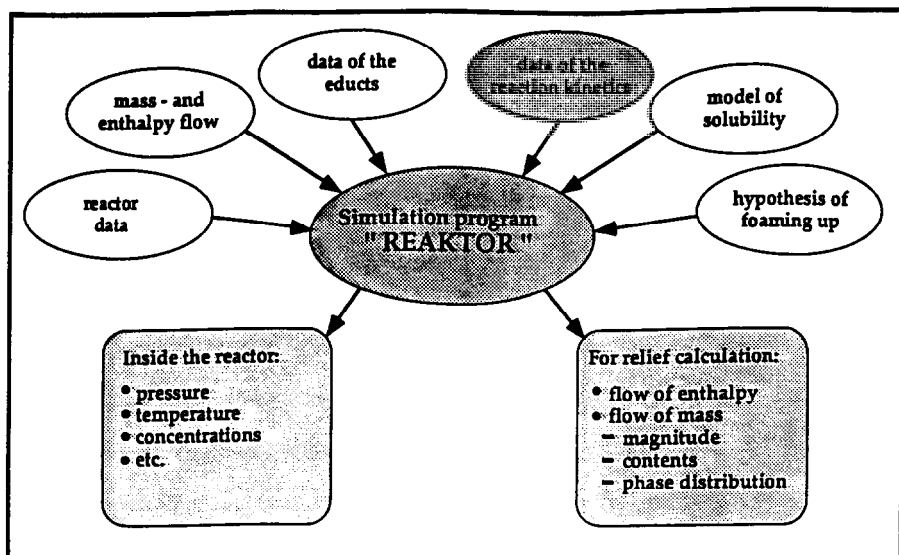 data of the
educts
data of the
reaction kinetics
mass - and
enthalpy flow
model of
solubility
reactor
data
hypothesis of
foaming up
Simulation program
" REAKTOR "
Inside the reactor:
• pressure
• temperature
• concentrations
• etc.
For relief calculation:
• flow of enthalpy
• flow of mass
– magnitude
– contents
– phase distribution